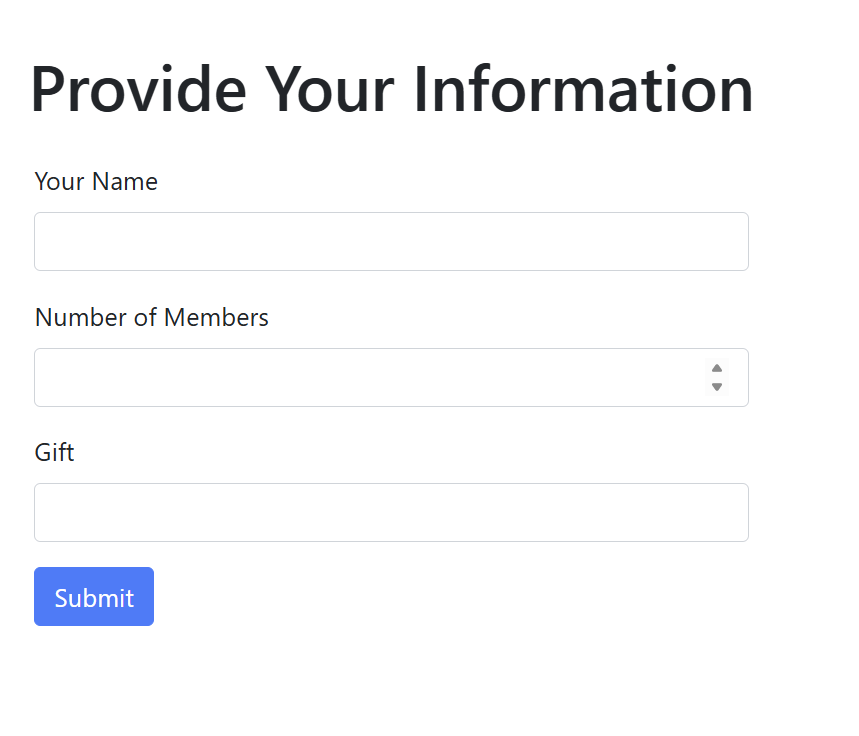 Provide Your Information
Your Name
Number of Members
Gift
Submit